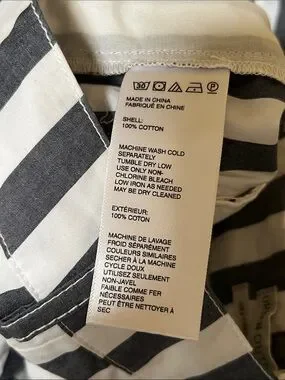 MADE IN CHINA
FABRIQUÉ EN CHINE
SHELL:
100% COTTON
MACHINE WASH COLD
SEPARATELY
TUMBLE DRY LOW
USE ONLY NON-
CHLORINE BLEACH
LOW IRON AS NEEDED
MAY BE DRY CLEANED
EXTÉRIEUR:
100% COTON
MACHINE DE LAVAGE
FROID SÉPARÉMENT
COULEURS SIMILAIRES
SECHER À LA MACHINE
CYCLE DOUX
UTILISEZ SEULEMENT
NON-JAVEL
FAIBLE COMME FER
NÉCESSAIRES
PEUT ÊTRE NETTOYER À
SEC